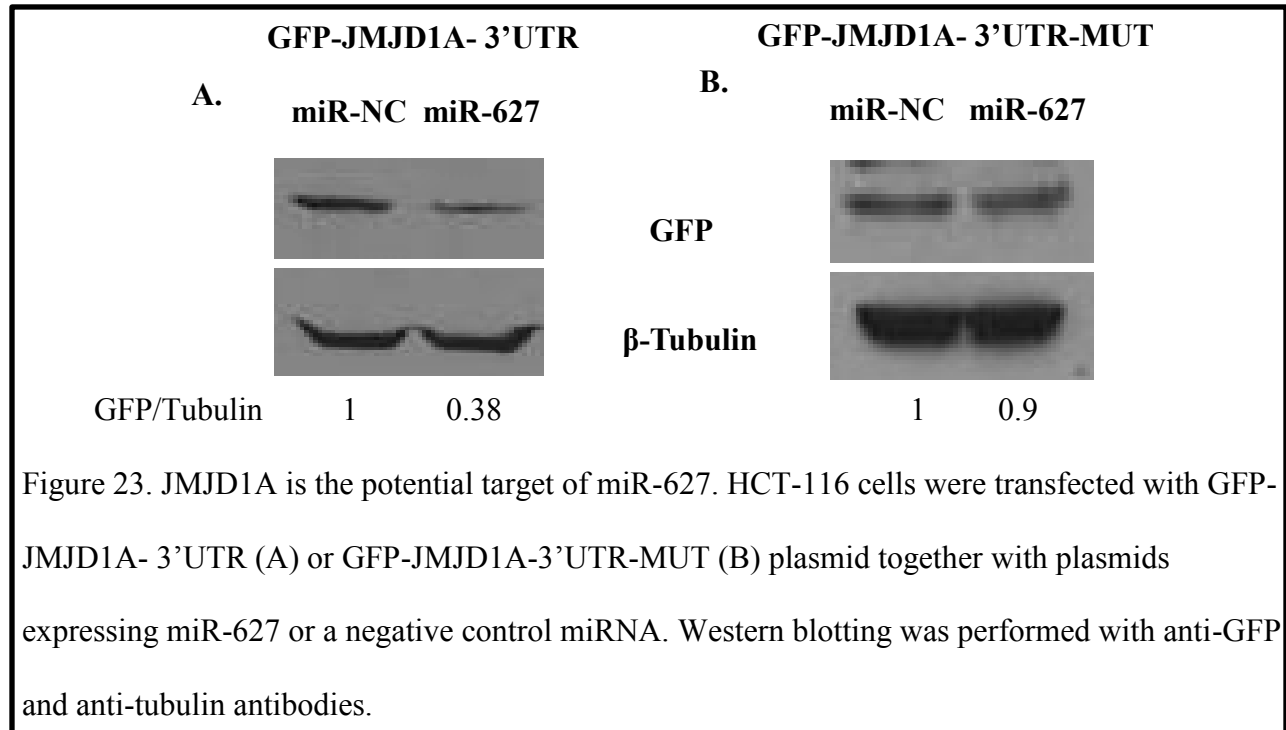 GFP-JMJD1A- 3’UTR
GFP-JMJD1A- 3’UTR-MUT
A.
B.
miR-NC miR-627
miR-NC miR-627
GFP
β-Tubulin
GFP/Tubulin 1 0.38
1 0.9
Figure 23. JMJD1A is the potential target of miR-627. HCT-116 cells were transfected with GFP-
JMJD1A- 3’UTR (A) or GFP-JMJD1A-3’UTR-MUT (B) plasmid together with plasmids
expressing miR-627 or a negative control miRNA. Western blotting was performed with anti-GFP
and anti-tubulin antibodies.